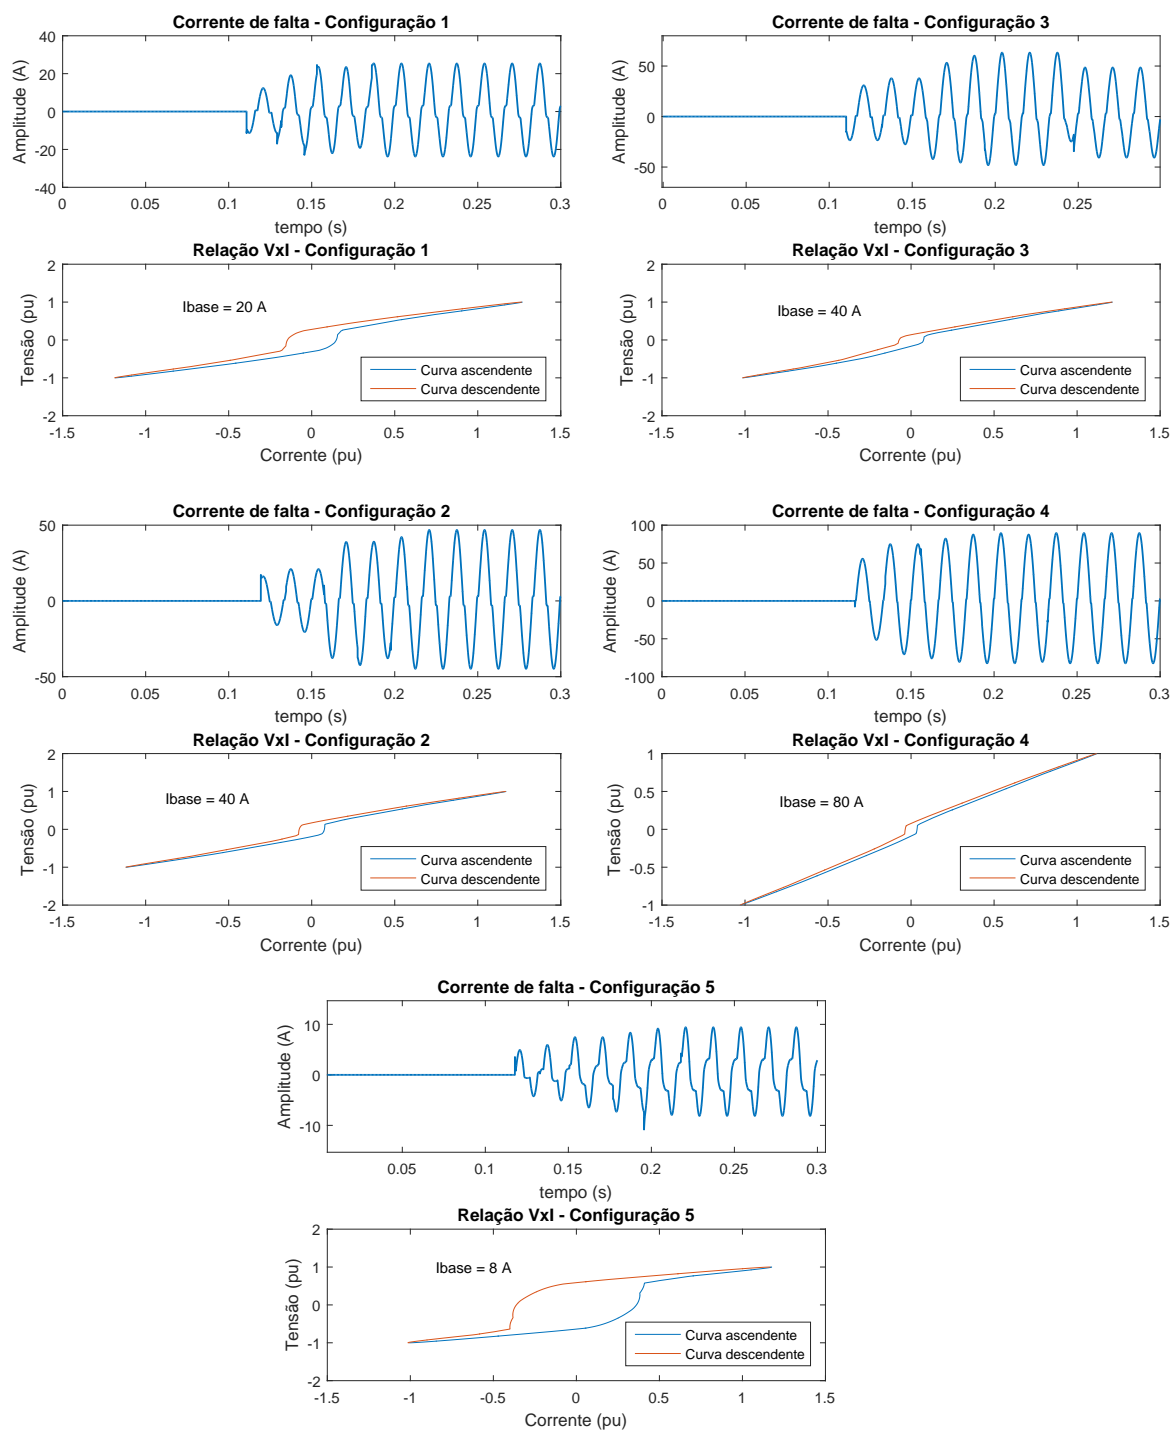 Corrente de falta - Configuração 1
Amplitude (A)
40
20
0
-20
-40
0 0.05 0.1 0.15 0.2 0.25 0.3
tempo (s)
Relação VxI - Configuração 1
Tensão (pu)
2
1
0
-1
-2
Ibase = 20 A
Curva ascendente
Curva descendente
-1.5 -1 -0.5 0 0.5 1 1.5
Corrente (pu)
Corrente de falta - Configuração 3
Amplitude (A)
50
0
-50
0 0.05 0.1 0.15 0.2 0.25
tempo (s)
Relação VxI - Configuração 3
Tensão (pu)
2
1
0
-1
-2
Ibase = 40 A
Curva ascendente
Curva descendente
-1.5 -1 -0.5 0 0.5 1 1.5
Corrente (pu)
Corrente de falta - Configuração 2
Amplitude (A)
50
0
-50
0 0.05 0.1 0.15 0.2 0.25 0.3
tempo (s)
Relação VxI - Configuração 2
Tensão (pu)
2
1
0
-1
-2
Ibase = 40 A
Curva ascendente
Curva descendente
-1.5 -1 -0.5 0 0.5 1 1.5
Corrente (pu)
Corrente de falta - Configuração 4
Amplitude (A)
100
50
0
-50
-100
0 0.05 0.1 0.15 0.2 0.25 0.3
tempo (s)
Relação VxI - Configuração 4
Tensão (pu)
1
0.5
0
-0.5
-1
Ibase = 80 A
Curva ascendente
Curva descendente
-1.5 -1 -0.5 0 0.5 1 1.5
Corrente (pu)
Corrente de falta - Configuração 5
Amplitude (A)
10
0
-10
0.05 0.1 0.15 0.2 0.25 0.3
tempo (s)
Relação VxI - Configuração 5
Tensão (pu)
2
1
0
-1
-2
Ibase = 8 A
Curva ascendente
Curva descendente
-1.5 -1 -0.5 0 0.5 1 1.5
Corrente (pu)